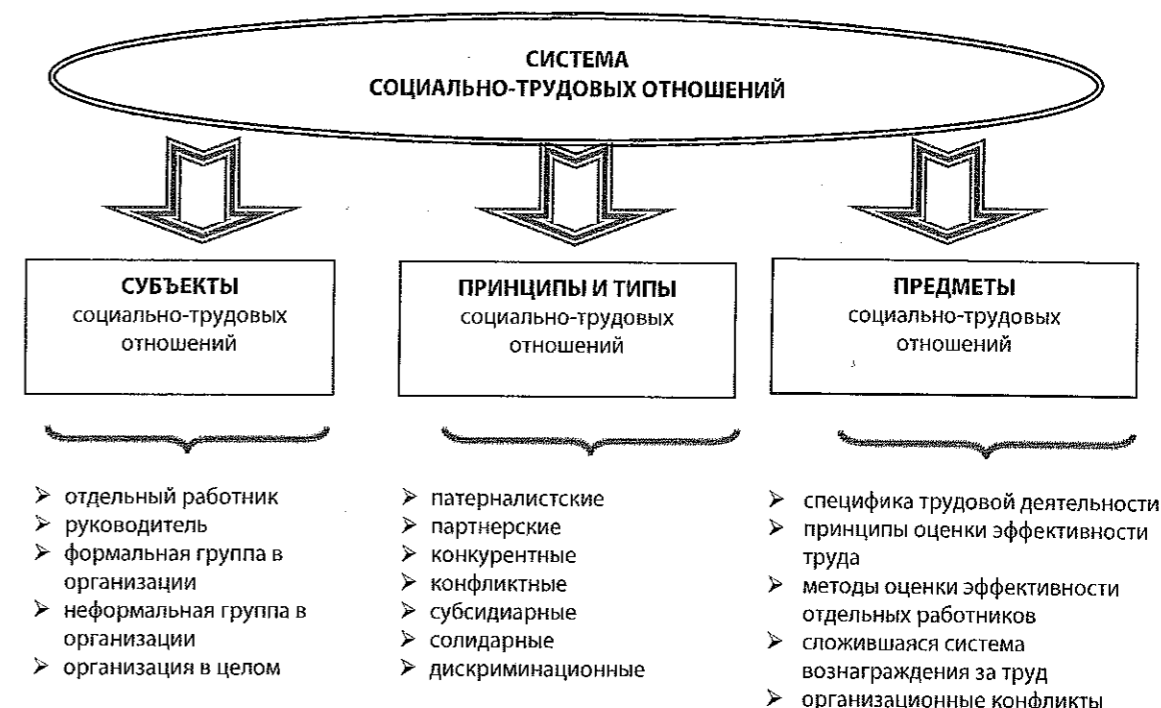 СИСТЕМА
СОЦИАЛЬНО-ТРУДОВЫХ ОТНОШЕНИЙ
СУБЪЕКТЫ
социально-трудовых
отношений
ПРИНЦИПЫ И ТИПЫ
социально-трудовых
отношений
ПРЕДМЕТЫ
социально-трудовых
отношений
➢ отдельный работник
➢ руководитель
➢ формальная группа в
организации
➢ неформальная группа в
организации
➢ организация в целом
➢ патерналистские
➢ партнерские
➢ конкурентные
➢ конфликтные
➢ субсидиарные
➢ солидарные
➢ дискриминационные
➢ специфика трудовой деятельности
➢ принципы оценки эффективности
труда
➢ методы оценки эффективности
отдельных работников
➢ сложившаяся система
вознаграждения за труд
➢ организационные конфликты